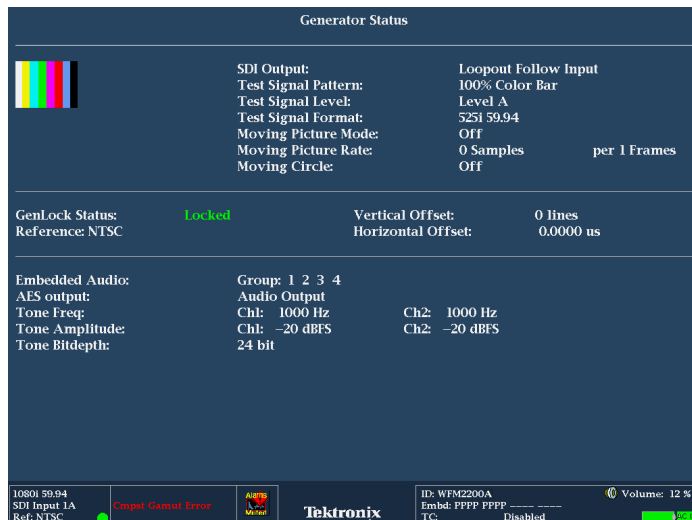 Generator Status
SDI Output: Loopout Follow Input
Test Signal Pattern: 100% Color Bar
Test Signal Level: Level A
Test Signal Format: 525i 59.94
Moving Picture Mode: Off
Moving Picture Rate: 0 Samples per 1 Frames
Moving Circle: Off
GenLock Status: Locked Vertical Offset: 0 lines
Reference: NTSC Horizontal Offset: 0.0000 us
Embedded Audio: Group: 1 2 3 4
AES output: Audio Output
Tone Freq: Ch1: 1000 Hz Ch2: 1000 Hz
Tone Amplitude: Ch1: −20 dBFS Ch2: −20 dBFS
Tone Bitdepth: 24 bit
1080i 59.94
SDI Input 1A
Ref: NTSC
Cmpst Gamut Error
Alarms
Muted
Tektronix
ID: WFM2200A
Embd: PPPP PPPP ____ ____
TC: Disabled
Volume: 12 %